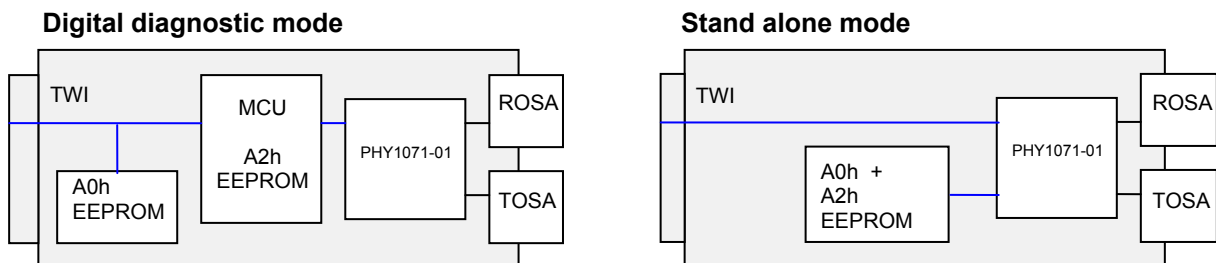 Digital diagnostic mode
TWI
MCU
A2h
EEPROM
A0h
EEPROM
PHY1071-01
ROSA
TOSA
Stand alone mode
TWI
A0h +
A2h
EEPROM
PHY1071-01
ROSA
TOSA